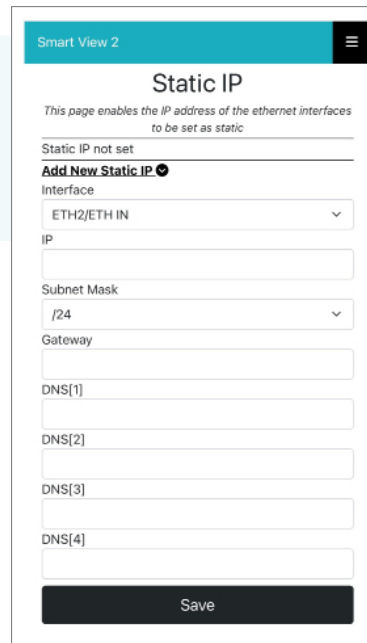 Smart View 2
Static IP
This page enables the IP address of the ethernet interfaces
to be set as static
Static IP not set
Add New Static IP
Interface
ETH2/ETH IN
IP
Subnet Mask
/24
Gateway
DNS[1]
DNS[2]
DNS[3]
DNS[4]
Save